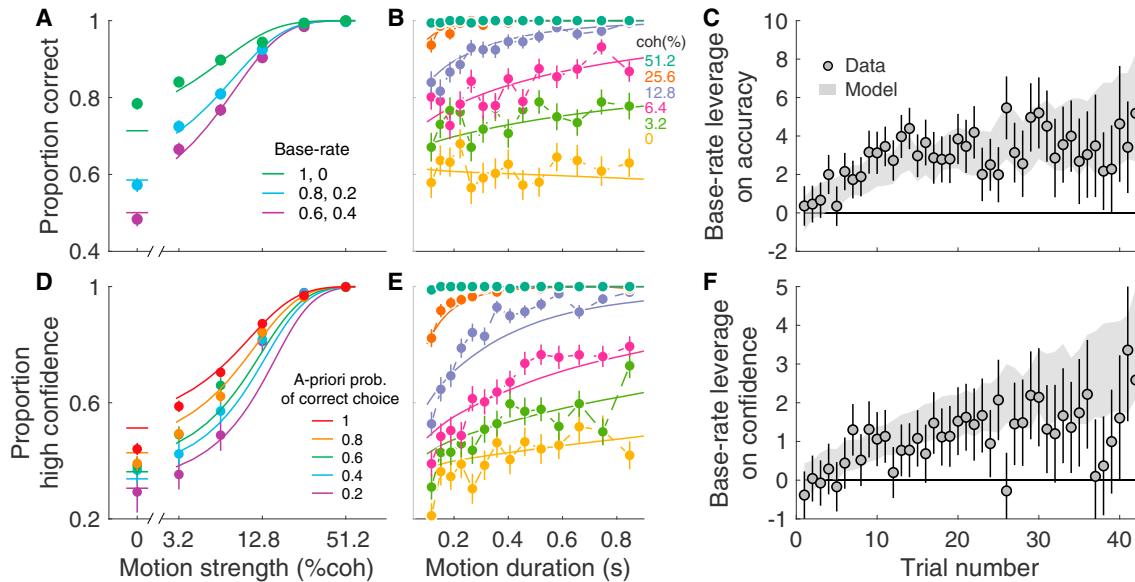 A
Proportion correct
1
0.8
0.6
0.4
Base-rate
1, 0
0.8, 0.2
0.6, 0.4
B
coh(%)
51.2
25.6
12.8
6.4
3.2
0
C
Base-rate leverage
on accuracy
10
8
6
4
2
0
-2
Data
Model
D
Proportion
high confidence
1
0.6
0.2
A-priori prob.
of correct choice
1
0.8
0.6
0.4
0.2
0
3.2
12.8
51.2
Motion strength (%coh)
E
0.2
0.4
0.6
0.8
Motion duration (s)
F
Base-rate leverage
on confidence
5
4
3
2
1
0
-1
0
10
20
30
40
Trial number